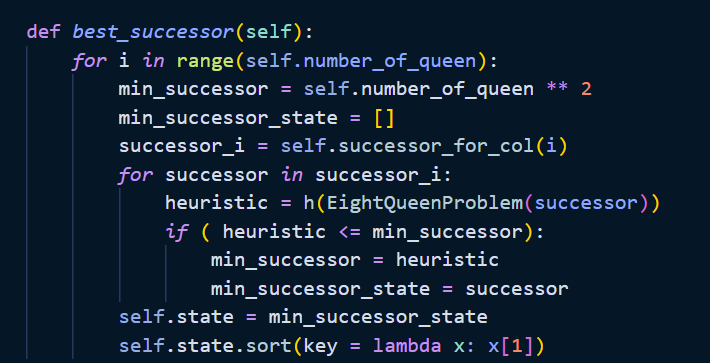 def best_successor(self):
    for i in range(self.number_of_queen):
        min_successor = self.number_of_queen ** 2
        min_successor_state = []
        successor_i = self.successor_for_col(i)
        for successor in successor_i:
            heuristic = h(EightQueenProblem(successor))
            if ( heuristic <= min_successor):
                min_successor = heuristic
                min_successor_state = successor
        self.state = min_successor_state
        self.state.sort(key = lambda x: x[1])